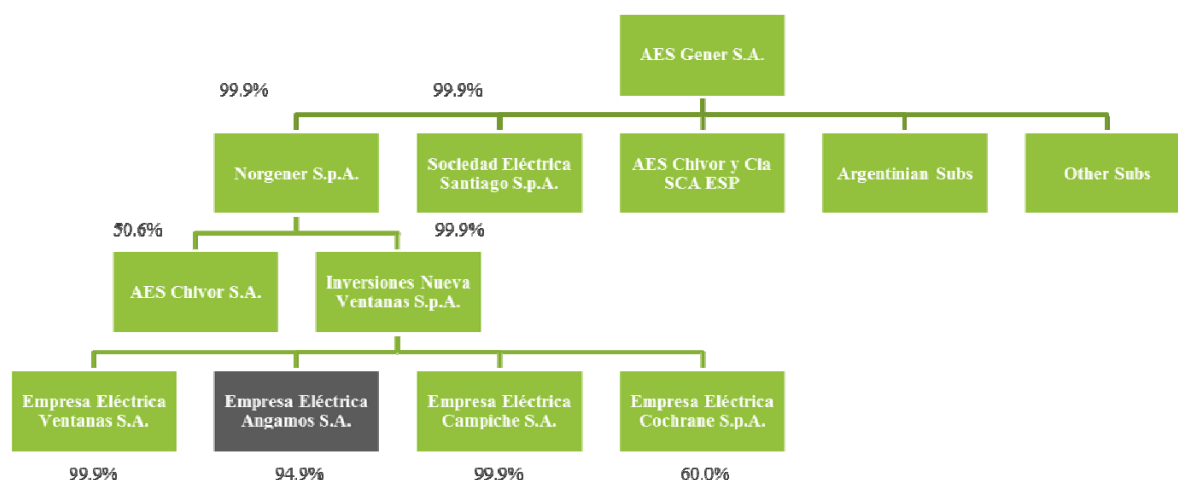 AES Gener S.A.
99.9%
99.9%
Norgener S.p.A.
Sociedad Eléctrica
Santiago S.p.A.
AES Chivor y Cia
SCA ESP
Argentinian Subs
Other Subs
50.6%
99.9%
AES Chivor S.A.
Inversiones Nueva
Ventanas S.p.A.
Empresa Eléctrica
Ventanas S.A.
Empresa Eléctrica
Angamos S.A.
Empresa Eléctrica
Campiche S.A.
Empresa Eléctrica
Cochrane S.p.A.
99.9%
94.9%
99.9%
60.0%